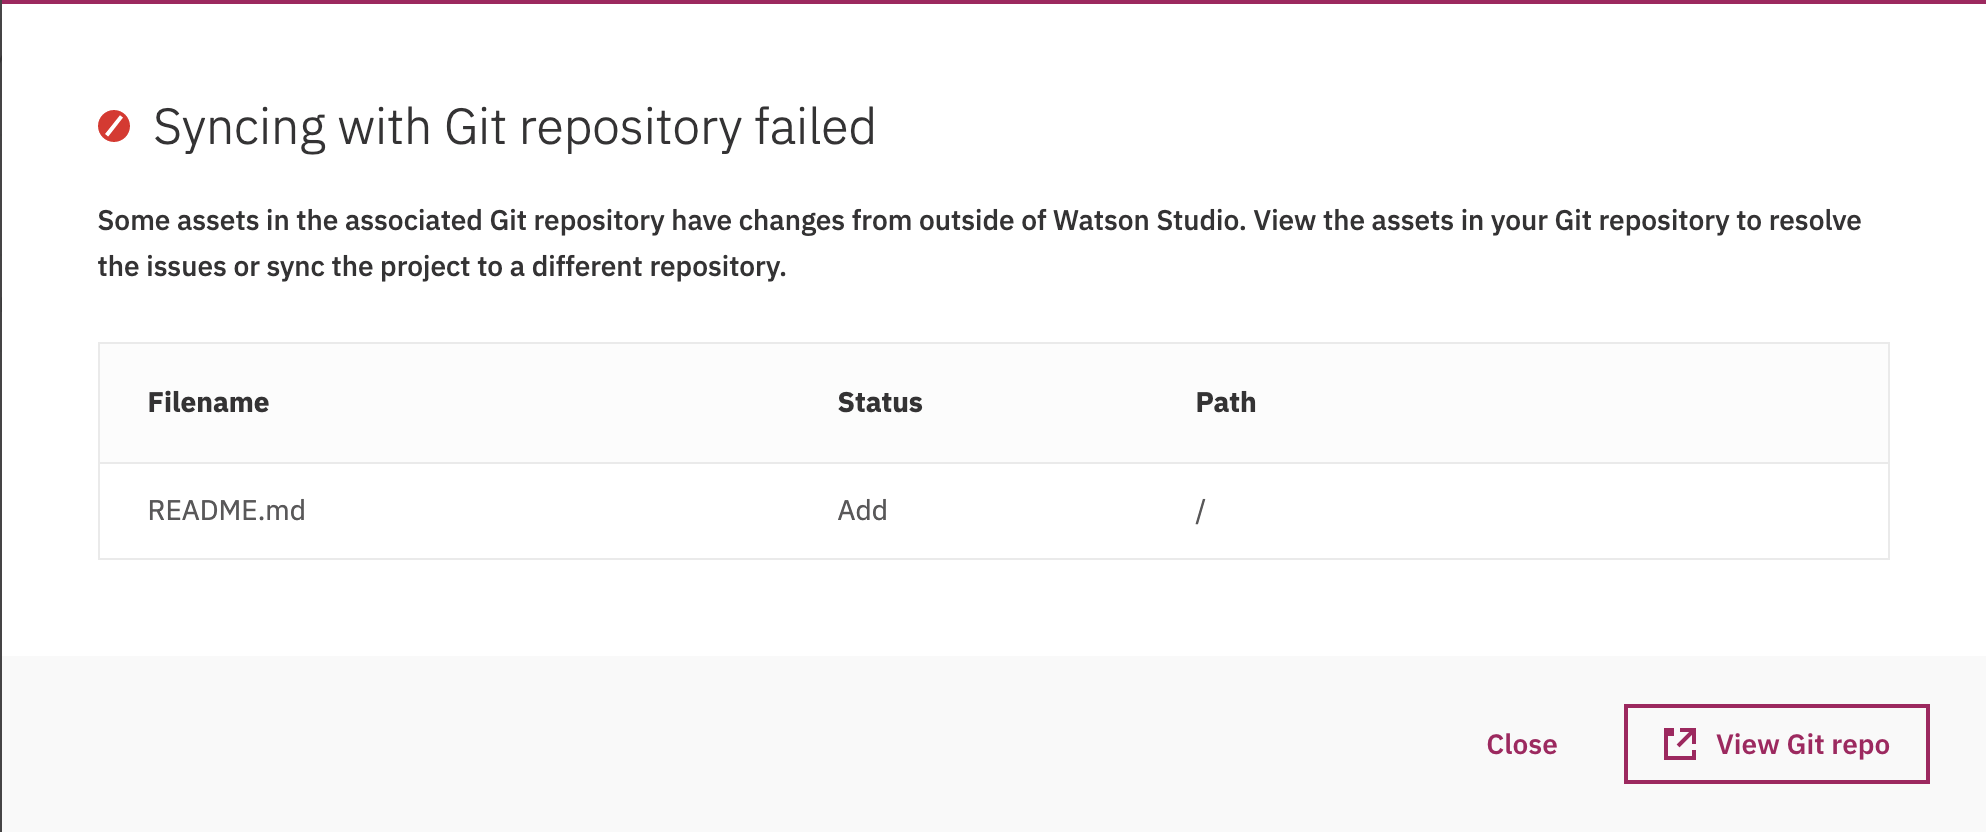 Syncing with Git repository failed
Some assets in the associated Git repository have changes from outside of Watson Studio. View the assets in your Git repository to resolve
the issues or sync the project to a different repository.
Filename Status Path
README.md Add /
Close View Git repo